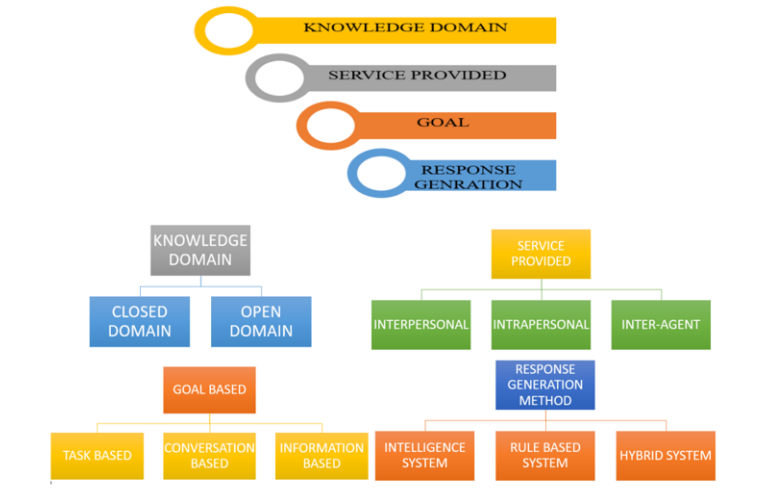 KNOWLEDGE DOMAIN
SERVICE PROVIDED
GOAL
RESPONSE
GENRATION
KNOWLEDGE
DOMAIN
CLOSED
DOMAIN
OPEN
DOMAIN
SERVICE
PROVIDED
INTERPERSONAL
INTRAPERSONAL
INTER-AGENT
GOAL BASED
TASK BASED
CONVERSATION
BASED
INFORMATION
BASED
RESPONSE
GENERATION
METHOD
INTELLIGENCE
SYSTEM
RULE BASED
SYSTEM
HYBRID SYSTEM